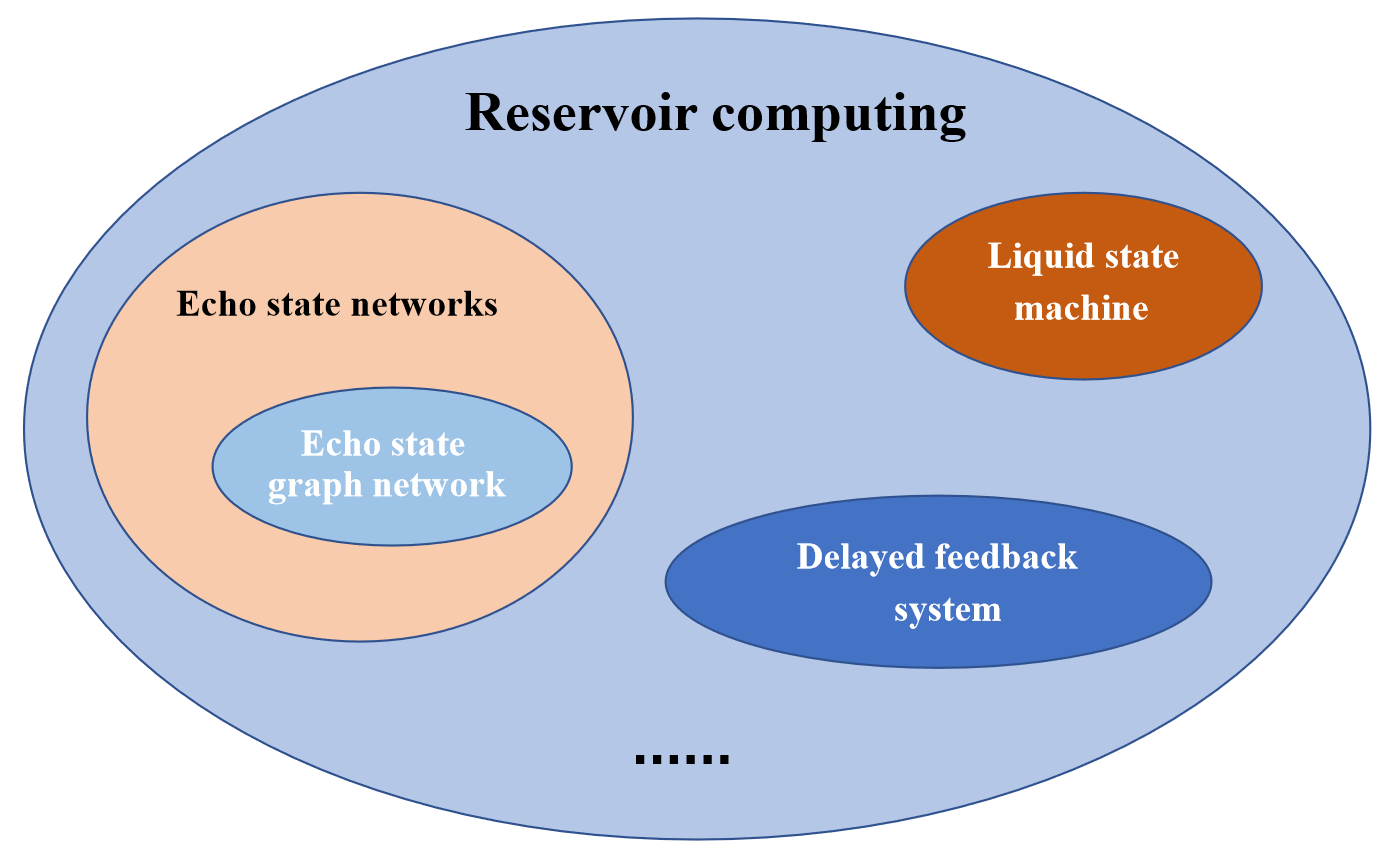 Reservoir computing
Echo state networks
Echo state
graph network
Liquid state
machine
Delayed feedback
system
......